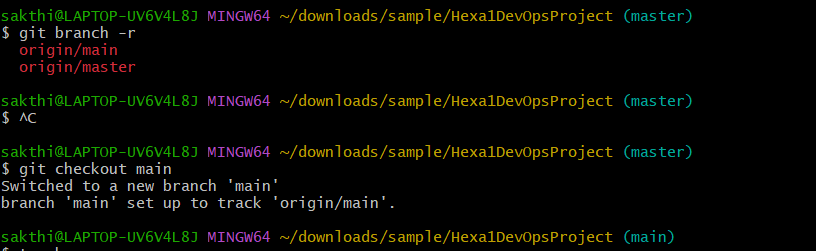 sakthi@LAPTOP-UV6V4L8J MINGW64 ~/downloads/sample/Hexa1DevOpsProject (master)
$ git branch -r
  origin/main
  origin/master
sakthi@LAPTOP-UV6V4L8J MINGW64 ~/downloads/sample/Hexa1DevOpsProject (master)
$ ^C
sakthi@LAPTOP-UV6V4L8J MINGW64 ~/downloads/sample/Hexa1DevOpsProject (master)
$ git checkout main
Switched to a new branch 'main'
branch 'main' set up to track 'origin/main'.
sakthi@LAPTOP-UV6V4L8J MINGW64 ~/downloads/sample/Hexa1DevOpsProject (main)